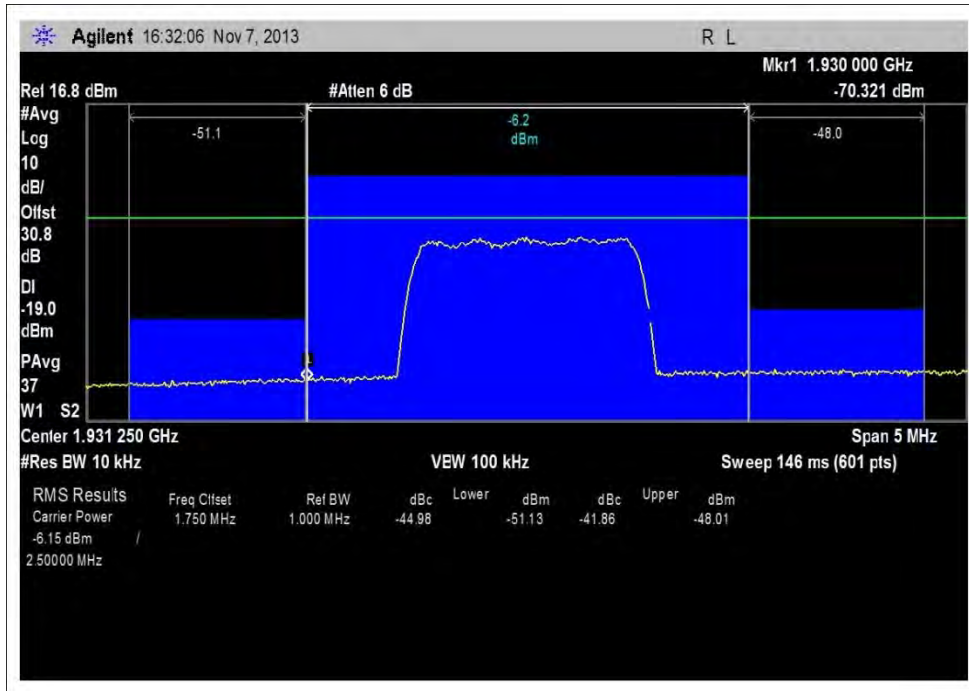 Agilent 16:32:06 Nov 7, 2013 R L
Mkr1 1.930 000 GHz
Ref 16.8 dBm #Atten 6 dB -70.321 dBm
#Avg
Log
10
dB/
Offst
30.8
dB
DI
-19.0
dBm
PAvg
37
W1 S2
-51.1
-6.2
dBm
-48.0
Center 1.931 250 GHz Span 5 MHz
#Res BW 10 kHz VBW 100 kHz Sweep 146 ms (601 pts)
RMS Results Freq Offset Ref BW dBc Lower dBm dBc Upper dBm
Carrier Power 1.750 MHz 1.000 MHz -44.98 -51.13 -41.86 -48.01
-6.15 dBm /
2.50000 MHz